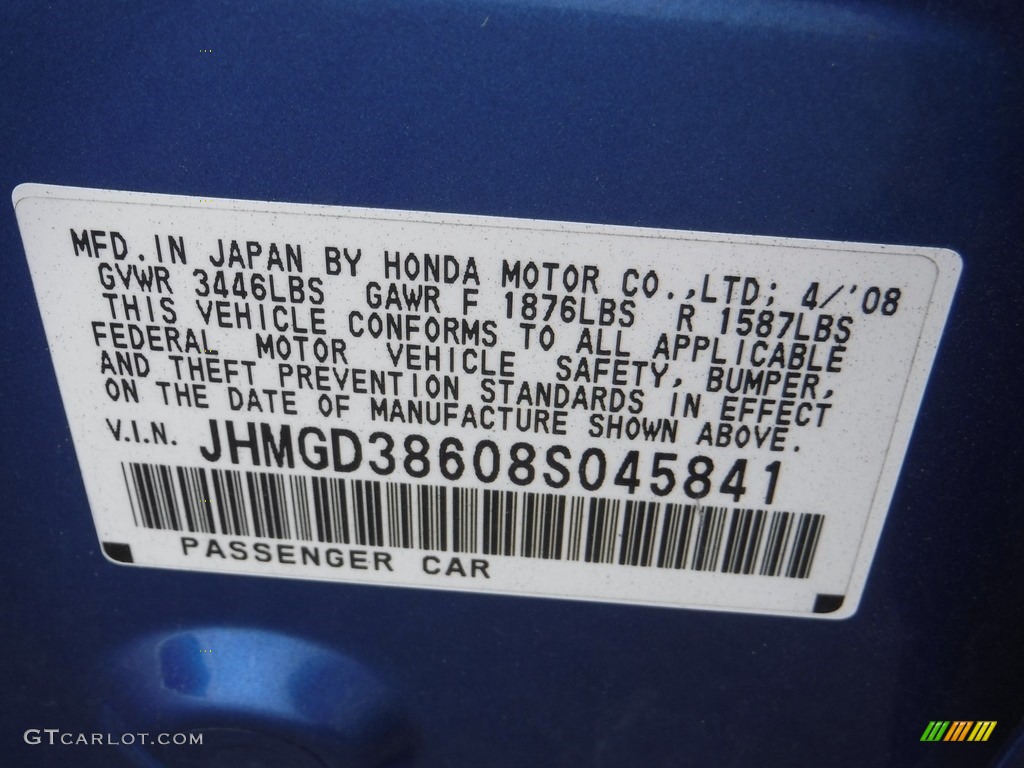 MFD. IN JAPAN BY HONDA MOTOR CO.,LTD; 4/'08
GVWR 3446LBS GAWR F 1876LBS R 1587LBS
THIS VEHICLE CONFORMS TO ALL APPLICABLE
FEDERAL MOTOR VEHICLE SAFETY, BUMPER,
AND THEFT PREVENTION STANDARDS IN EFFECT
ON THE DATE OF MANUFACTURE SHOWN ABOVE.
V.I.N. JHMGD38608S045841
PASSENGER CAR
GTCARLOT.COM